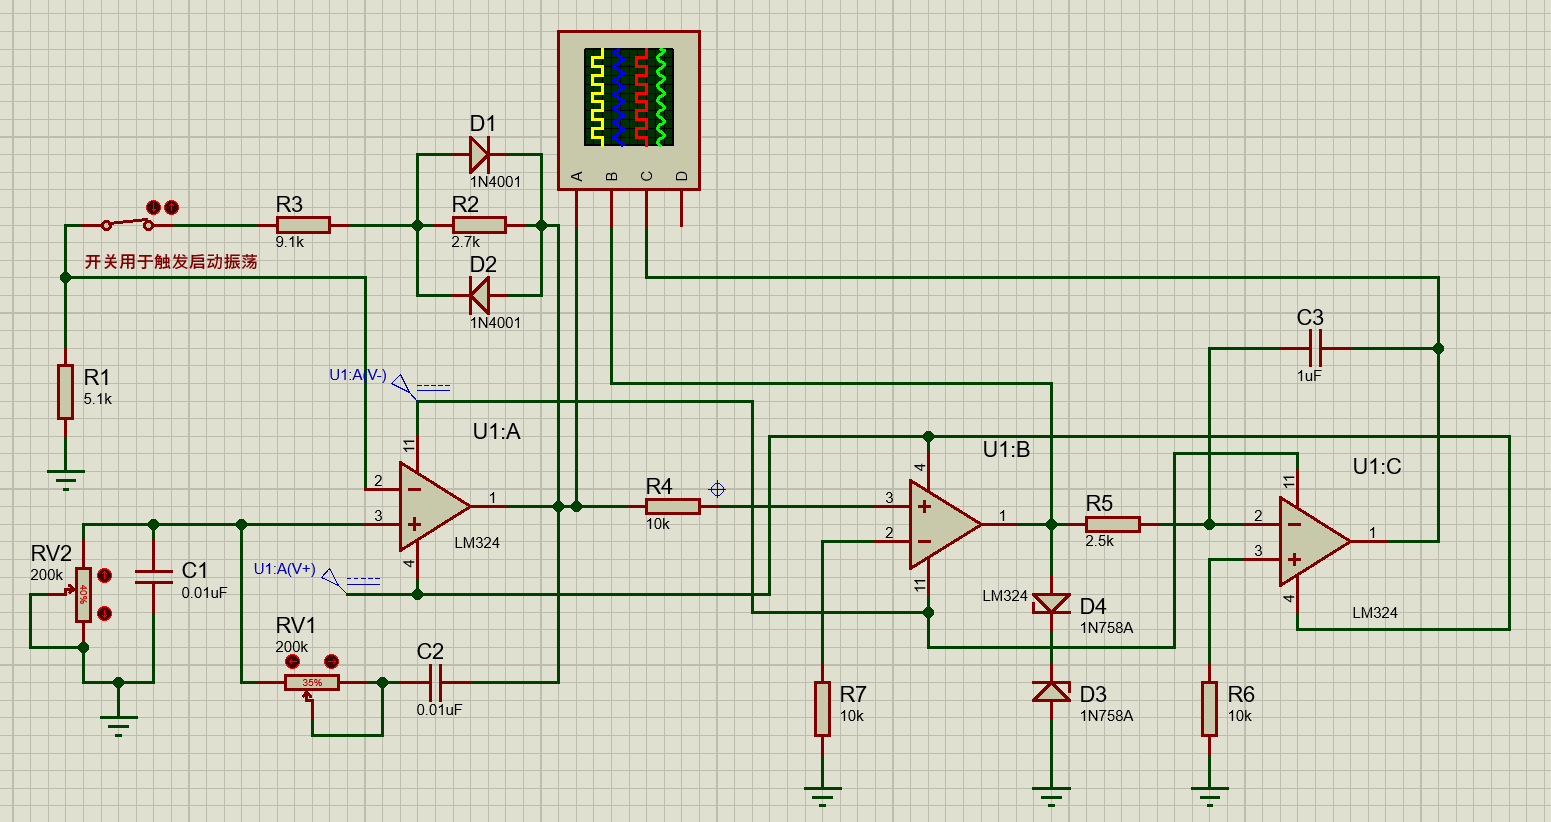 D1
1N4001
A
B
C
D
R3
9.1k
R2
2.7k
开关用于触发启动振荡
D2
1N4001
C3
1uF
R1
5.1k
U1:A(V-)
11
U1:A
2
1
3
4
LM324
R4
10k
4
U1:B
3
1
2
11
LM324
R5
2.5k
11
U1:C
2
1
3
4
LM324
RV2
200k
40%
C1
0.01uF
U1:A(V+)
D4
1N758A
RV1
200k
35%
C2
0.01uF
R7
10k
D3
1N758A
R6
10k